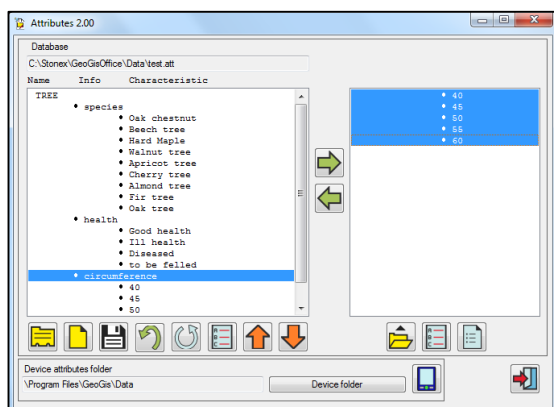 Attributes 2.00
Database
C:\Stonex\GeoGisOffice\Data\test.att
Name Info Characteristic
TREE
• species
• Oak chestnut
• Beech tree
• Hard Maple
• Walnut tree
• Apricot tree
• Cherry tree
• Almond tree
• Fir tree
• Oak tree
• health
• Good health
• Ill health
• Diseased
• to be felled
• circumference
• 40
• 45
• 50
• 40
• 45
• 50
• 55
• 60
Device attributes folder
\Program Files\GeoGis\Data
Device folder